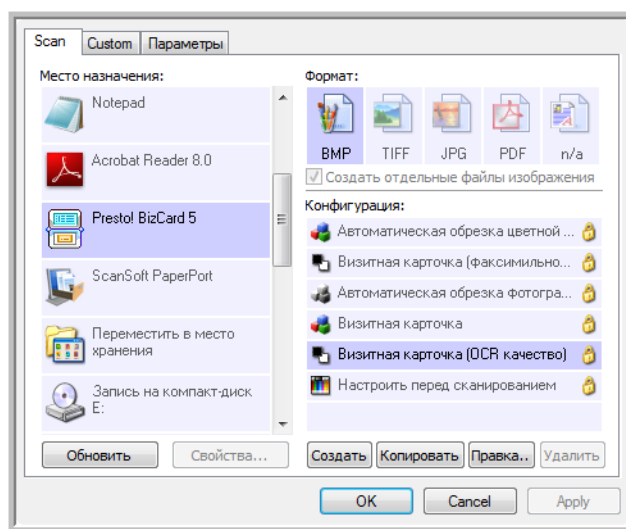 Scan Custom Параметры
Место назначения:
Notepad
Acrobat Reader 8.0
Presto! BizCard 5
ScanSoft PaperPort
Переместить в место
хранения
Запись на компакт-диск
E:
Обновить Свойства...
Формат:
BMP TIFF JPG PDF n/a
Создать отдельные файлы изображения
Конфигурация:
Автоматическая обрезка цветной ...
Визитная карточка (факсимильно...
Автоматическая обрезка фотогра...
Визитная карточка
Визитная карточка (OCR качество)
Настроить перед сканированием
Создать Копировать Правка.. Удалить
OK Cancel Apply